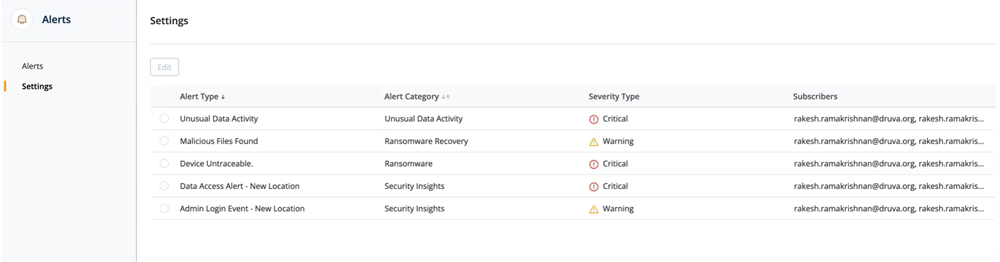 Alerts
Settings
Alerts
Settings
Edit
Alert Type ↓ Alert Category ↓↑ Severity Type Subscribers
Unusual Data Activity Unusual Data Activity Critical rakesh.ramakrishnan@druva.org, rakesh.ramakris...
Malicious Files Found Ransomware Recovery Warning rakesh.ramakrishnan@druva.org, rakesh.ramakris...
Device Untraceable. Ransomware Critical rakesh.ramakrishnan@druva.org, rakesh.ramakris...
Data Access Alert - New Location Security Insights Critical rakesh.ramakrishnan@druva.org, rakesh.ramakris...
Admin Login Event - New Location Security Insights Warning rakesh.ramakrishnan@druva.org, rakesh.ramakris...